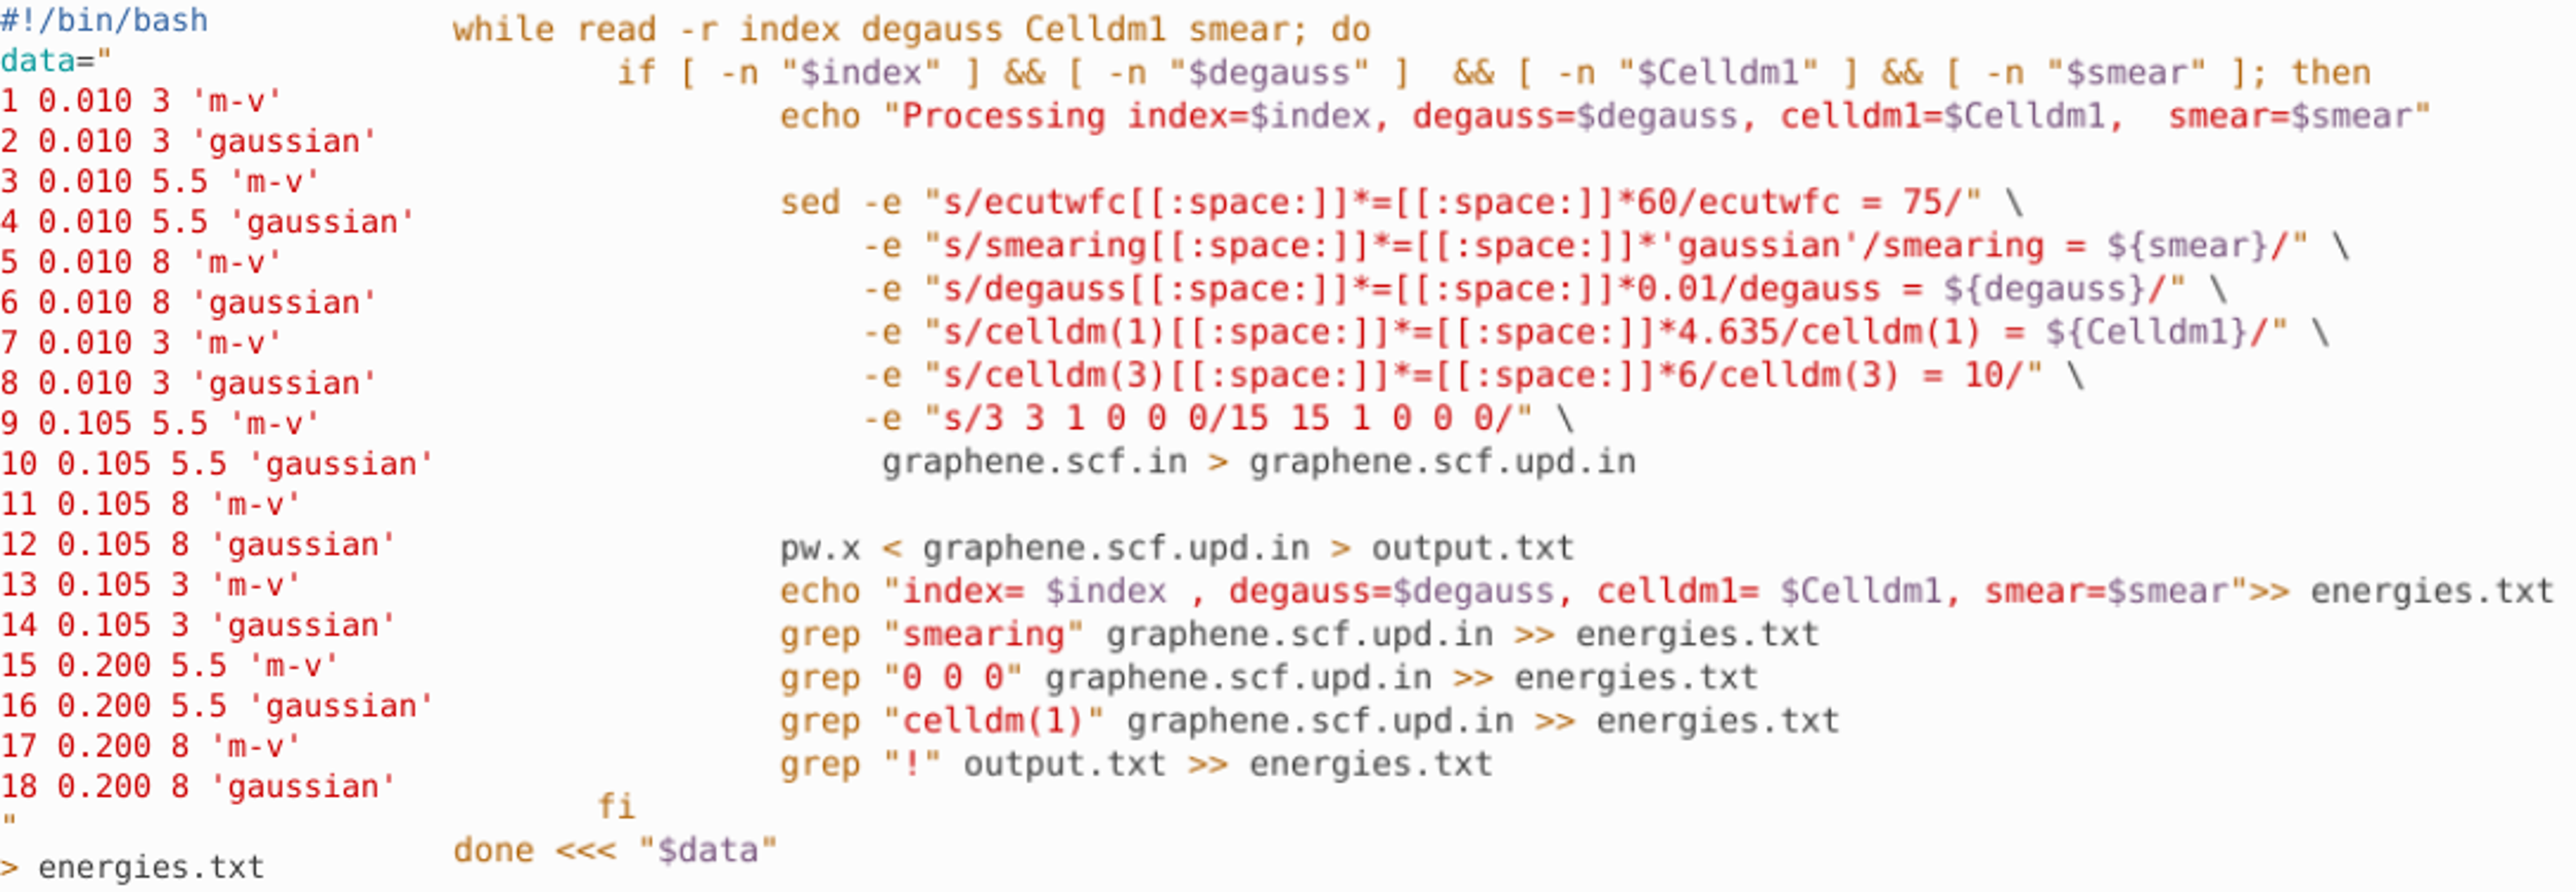 #!/bin/bash
data="
1 0.010 3 'm-v'
2 0.010 3 'gaussian'
3 0.010 5.5 'm-v'
4 0.010 5.5 'gaussian'
5 0.010 8 'm-v'
6 0.010 8 'gaussian'
7 0.010 3 'm-v'
8 0.010 3 'gaussian'
9 0.105 5.5 'm-v'
10 0.105 5.5 'gaussian'
11 0.105 8 'm-v'
12 0.105 8 'gaussian'
13 0.105 3 'm-v'
14 0.105 3 'gaussian'
15 0.200 5.5 'm-v'
16 0.200 5.5 'gaussian'
17 0.200 8 'm-v'
18 0.200 8 'gaussian'
"
> energies.txt
while read -r index degauss Celldm1 smear; do
if [ -n "$index" ] && [ -n "$degauss" ]  && [ -n "$Celldm1" ] && [ -n "$smear" ]; then
echo "Processing index=$index, degauss=$degauss, celldm1=$Celldm1,  smear=$smear"
sed -e "s/ecutwfc[[:space:]]*=[[:space:]]*60/ecutwfc = 75/" \
-e "s/smearing[[:space:]]*=[[:space:]]*'gaussian'/smearing = ${smear}/" \
-e "s/degauss[[:space:]]*=[[:space:]]*0.01/degauss = ${degauss}/" \
-e "s/celldm(1)[[:space:]]*=[[:space:]]*4.635/celldm(1) = ${Celldm1}/" \
-e "s/celldm(3)[[:space:]]*=[[:space:]]*6/celldm(3) = 10/" \
-e "s/3 3 1 0 0 0/15 15 1 0 0 0/" \
graphene.scf.in > graphene.scf.upd.in
pw.x < graphene.scf.upd.in > output.txt
echo "index= $index , degauss=$degauss, celldm1= $Celldm1, smear=$smear">> energies.txt
grep "smearing" graphene.scf.upd.in >> energies.txt
grep "0 0 0" graphene.scf.upd.in >> energies.txt
grep "celldm(1)" graphene.scf.upd.in >> energies.txt
grep "!" output.txt >> energies.txt
fi
done <<< "$data"